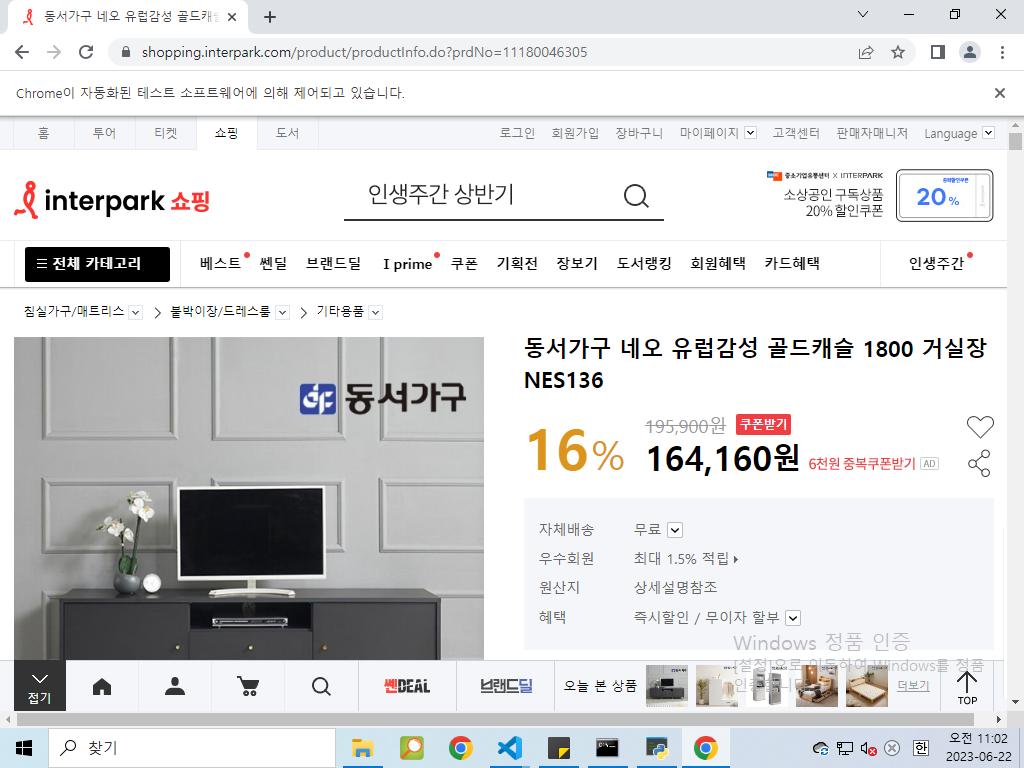 동서가구 네오 유럽감성 골드캐슬
shopping.interpark.com/product/productInfo.do?prdNo=11180046305
Chrome이 자동화된 테스트 소프트웨어에 의해 제어되고 있습니다.
홈 투어 티켓 쇼핑 도서 로그인 회원가입 장바구니 마이페이지 고객센터 판매자매니저 Language
interpark 쇼핑
인생주간 상반기
중소기업유통센터 X INTERPARK
소상공인 구독상품
20% 할인쿠폰
20%
전체 카테고리 베스트 쎈딜 브랜드딜 I prime 쿠폰 기획전 장보기 도서랭킹 회원혜택 카드혜택 인생주간
침실가구/매트리스 > 붙박이장/드레스룸 > 기타용품
동서가구
동서가구 네오 유럽감성 골드캐슬 1800 거실장
NES136
16%
195,900원 쿠폰받기
164,160원 6천원 중복쿠폰받기 AD
자체배송 무료
우수회원 최대 1.5% 적립
원산지 상세설명참조
혜택 즉시할인 / 무이자 할부
Windows 정품 인증
[설정]으로 이동하여 Windows를 정품
인증합니다.
접기
쎈DEAL
브랜드딜
오늘 본 상품
더보기
TOP
찾기
한
오전 11:02
2023-06-22